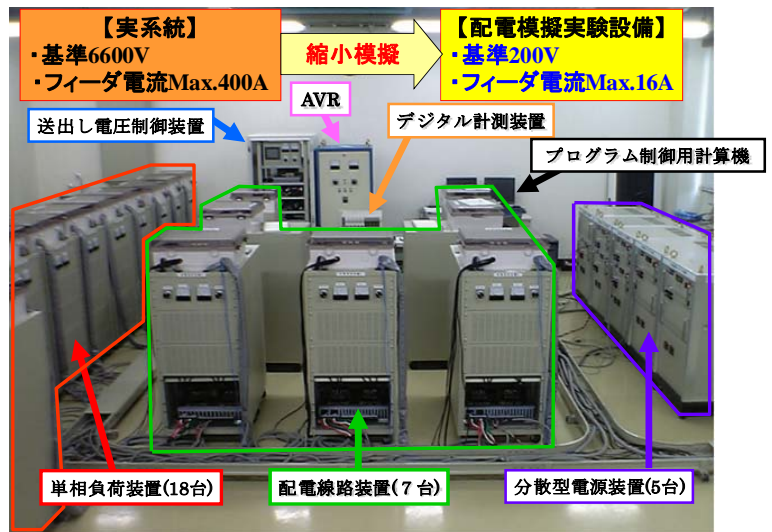 【実系統】
・基準6600V
・フィーダ電流Max.400A
縮小模擬
【配電模擬実験設備】
・基準200V
・フィーダ電流Max.16A
送出し電圧制御装置
AVR
デジタル計測装置
プログラム制御用計算機
単相負荷装置(18台)
配電線路装置(７台)
分散型電源装置(5台)